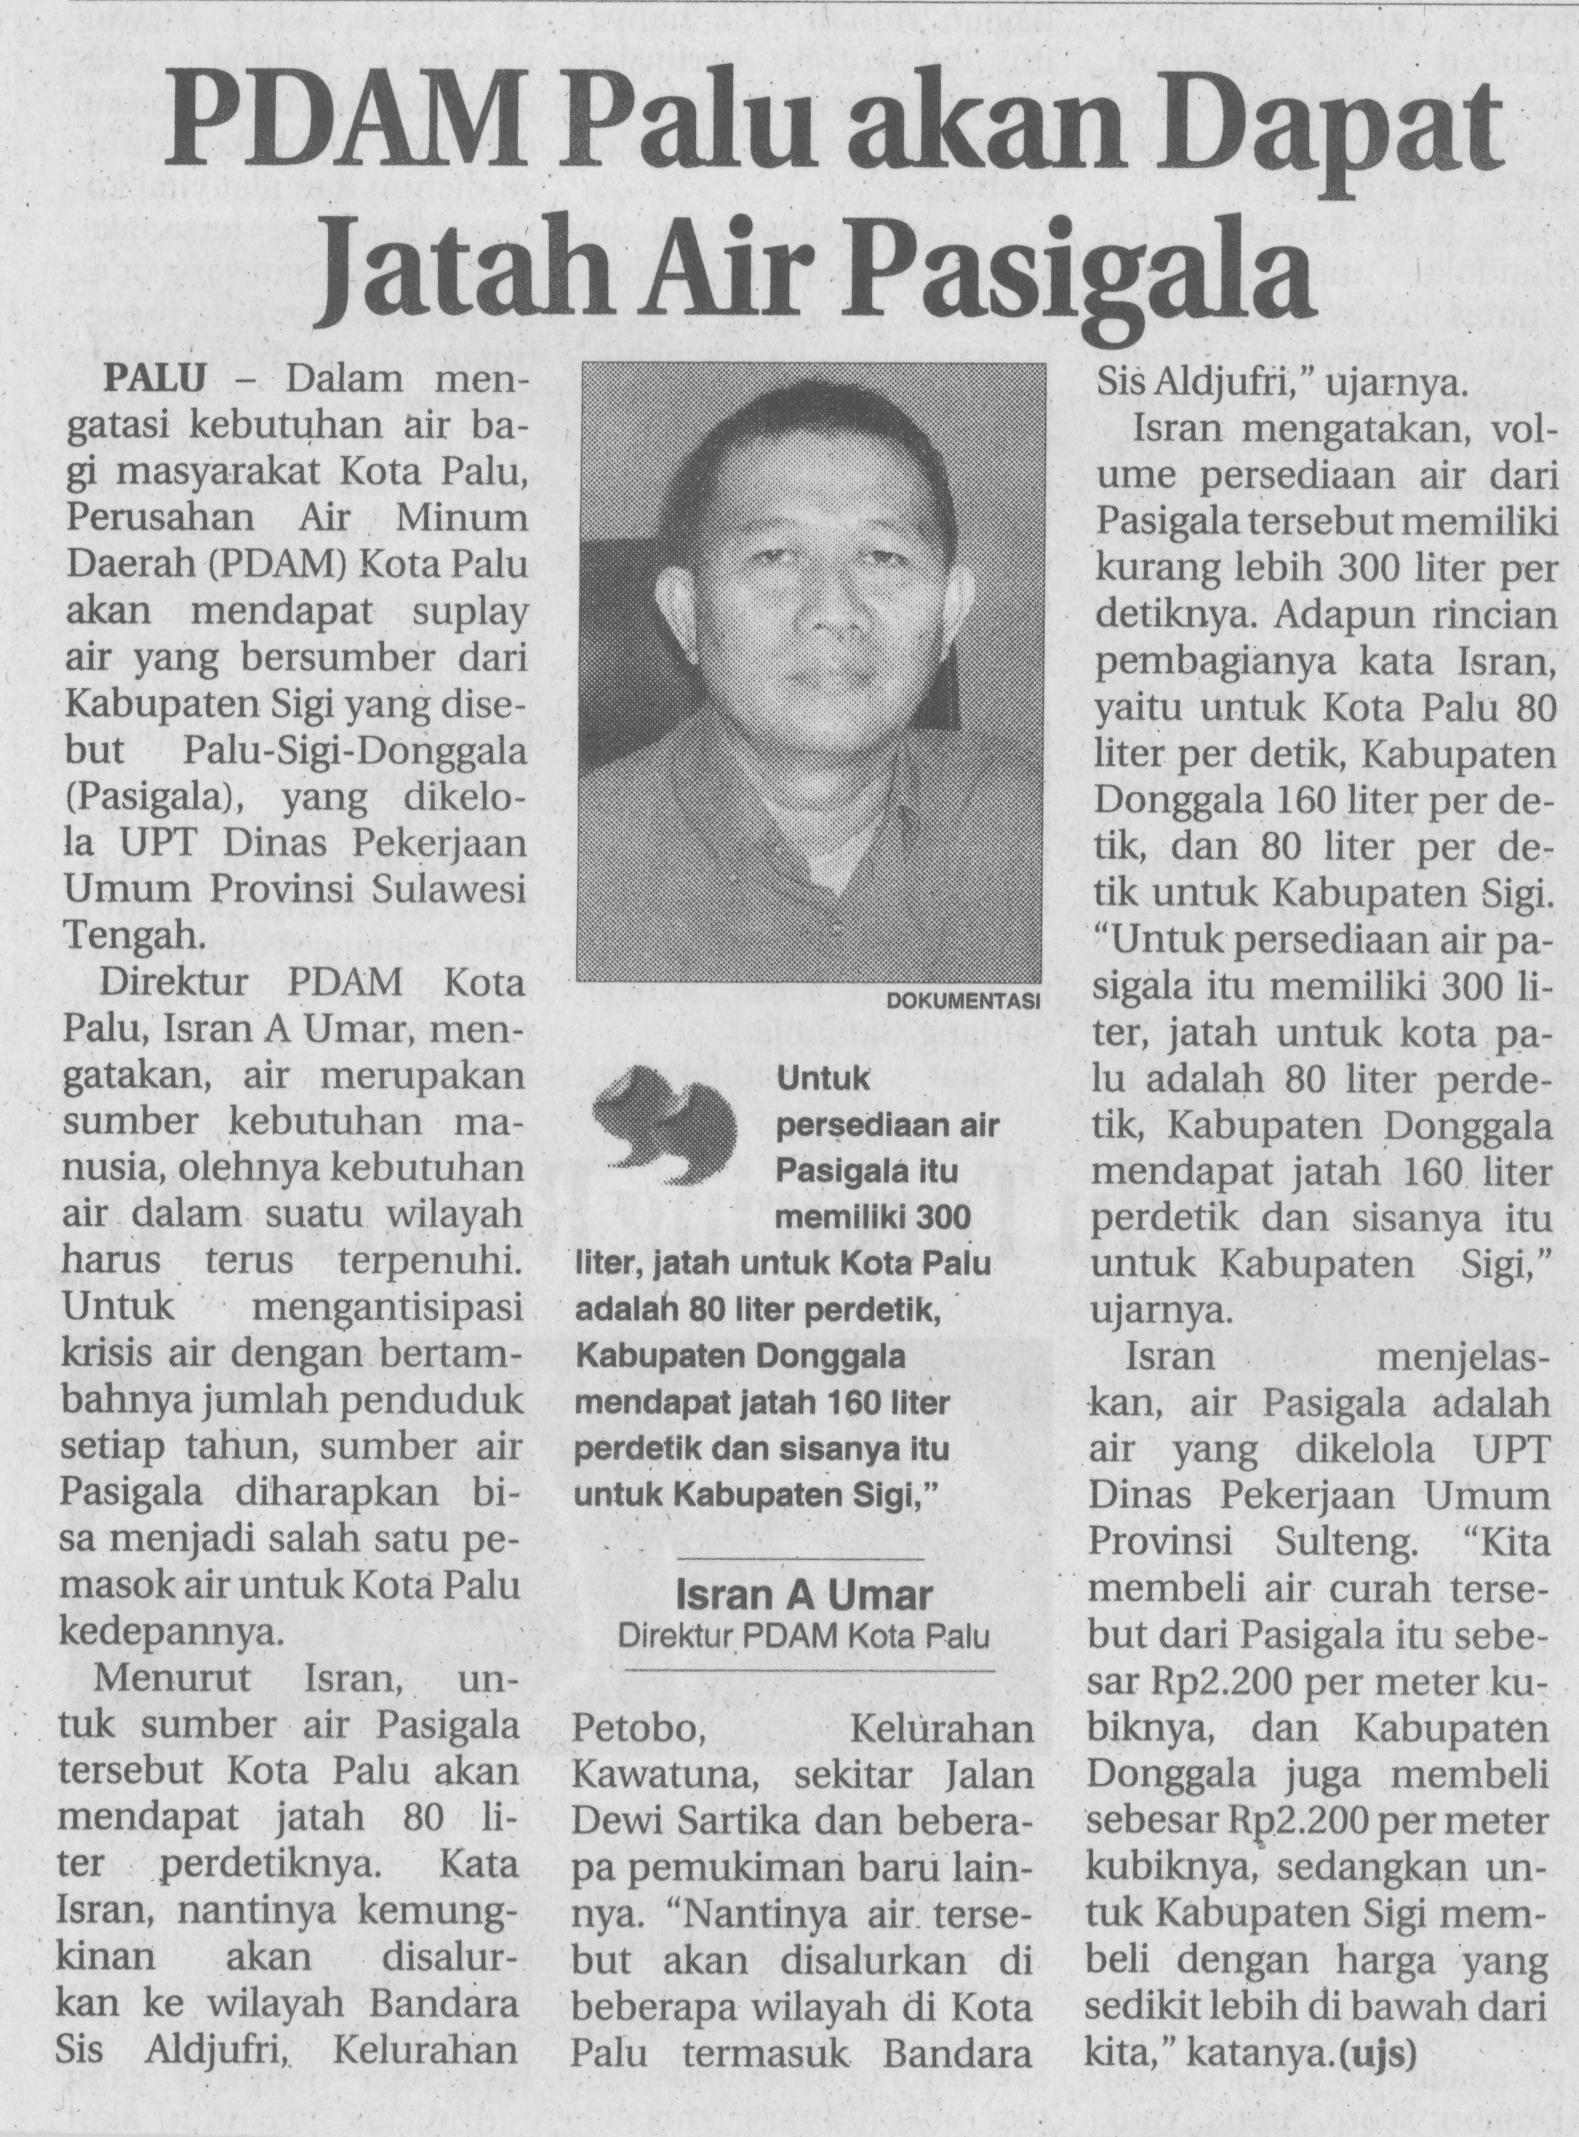 PDAM Palu akan Dapat
Jatah Air Pasigala
PALU – Dalam men-
gatasi kebutuhan air ba-
gi masyarakat Kota Palu,
Perusahan Air Minum
Daerah (PDAM) Kota Palu
akan mendapat suplay
air yang bersumber dari
Kabupaten Sigi yang dise-
but Palu-Sigi-Donggala
(Pasigala), yang dikelo-
la UPT Dinas Pekerjaan
Umum Provinsi Sulawesi
Tengah.
Direktur PDAM Kota
Palu, Isran A Umar, men-
gatakan, air merupakan
sumber kebutuhan ma-
nusia, olehnya kebutuhan
air dalam suatu wilayah
harus terus terpenuhi.
Untuk mengantisipasi
krisis air dengan bertam-
bahnya jumlah penduduk
setiap tahun, sumber air
Pasigala diharapkan bi-
sa menjadi salah satu pe-
masok air untuk Kota Palu
kedepannya.
Menurut Isran, un-
tuk sumber air Pasigala
tersebut Kota Palu akan
mendapat jatah 80 li-
ter perdetiknya. Kata
Isran, nantinya kemung-
kinan akan disalur-
kan ke wilayah Bandara
Sis Aldjufri, Kelurahan
DOKUMENTASI
Untuk
persediaan air
Pasigala itu
memiliki 300
liter, jatah untuk Kota Palu
adalah 80 liter perdetik,
Kabupaten Donggala
mendapat jatah 160 liter
perdetik dan sisanya itu
untuk Kabupaten Sigi,”
Isran A Umar
Direktur PDAM Kota Palu
Petobo, Kelurahan
Kawatuna, sekitar Jalan
Dewi Sartika dan bebera-
pa pemukiman baru lain-
nya. “Nantinya air terse-
but akan disalurkan di
beberapa wilayah di Kota
Palu termasuk Bandara
Sis Aldjufri,” ujarnya.
Isran mengatakan, vol-
ume persediaan air dari
Pasigala tersebut memiliki
kurang lebih 300 liter per
detiknya. Adapun rincian
pembagianya kata Isran,
yaitu untuk Kota Palu 80
liter per detik, Kabupaten
Donggala 160 liter per de-
tik, dan 80 liter per de-
tik untuk Kabupaten Sigi.
“Untuk persediaan air pa-
sigala itu memiliki 300 li-
ter, jatah untuk kota pa-
lu adalah 80 liter perde-
tik, Kabupaten Donggala
mendapat jatah 160 liter
perdetik dan sisanya itu
untuk Kabupaten Sigi,”
ujarnya.
Isran menjelas-
kan, air Pasigala adalah
air yang dikelola UPT
Dinas Pekerjaan Umum
Provinsi Sulteng. “Kita
membeli air curah terse-
but dari Pasigala itu sebe-
sar Rp2.200 per meter ku-
biknya, dan Kabupaten
Donggala juga membeli
sebesar Rp2.200 per meter
kubiknya, sedangkan un-
tuk Kabupaten Sigi mem-
beli dengan harga yang
sedikit lebih di bawah dari
kita,” katanya.(ujs)